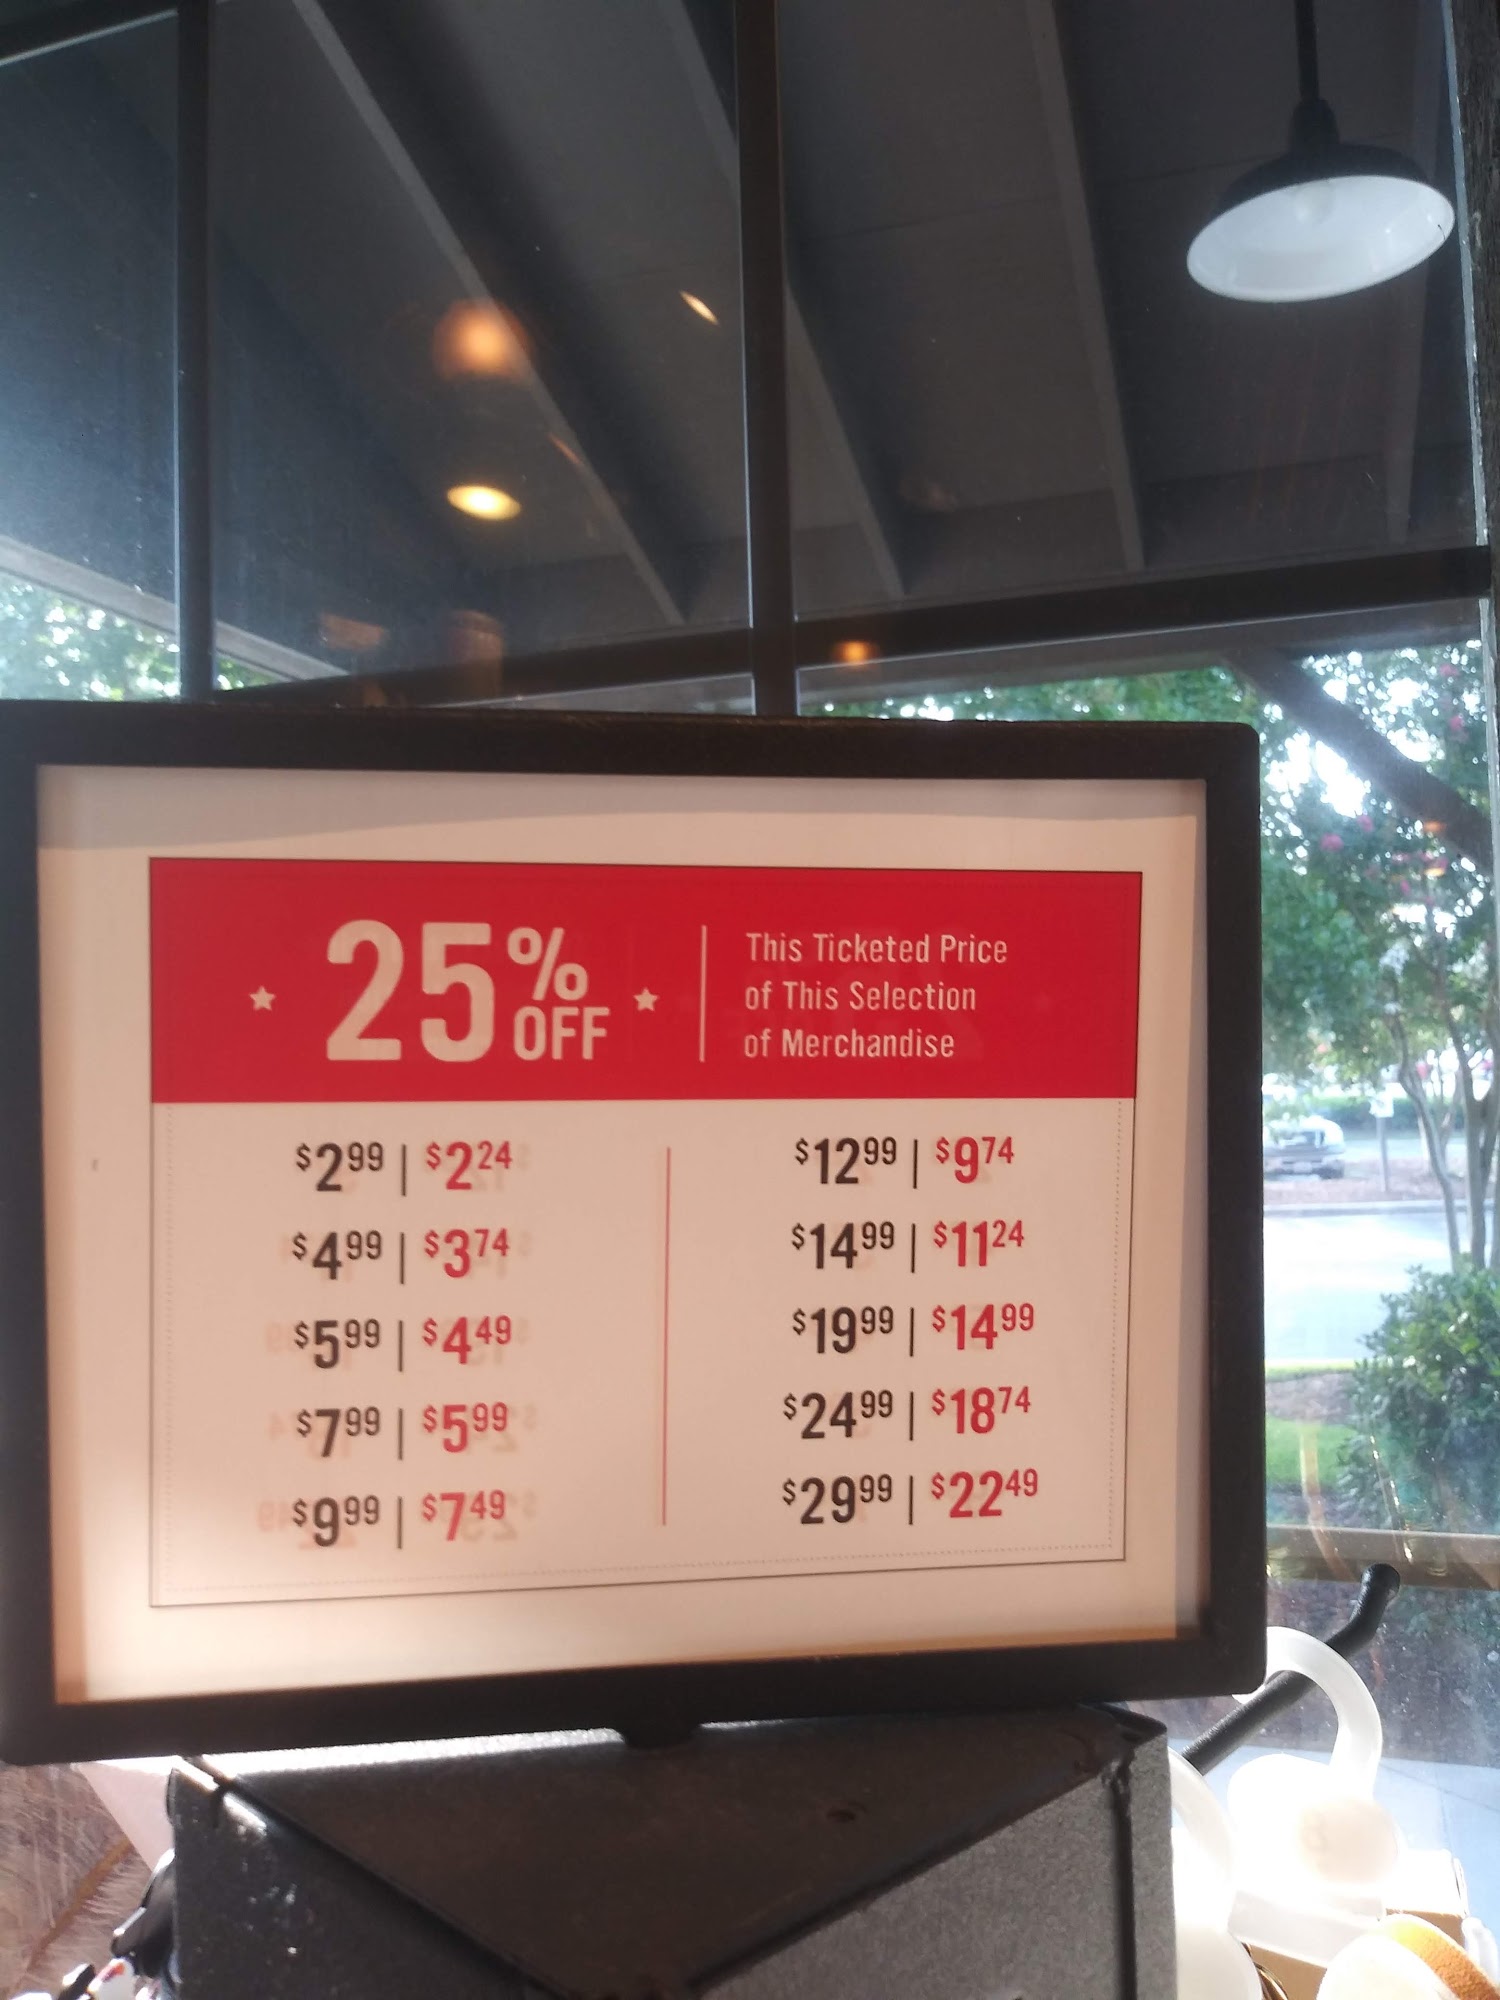 25% OFF
This Ticketed Price
of This Selection
of Merchandise
$2.99 | $2.24
$4.99 | $3.74
$5.99 | $4.49
$7.99 | $5.99
$9.99 | $7.49
$12.99 | $9.74
$14.99 | $11.24
$19.99 | $14.99
$24.99 | $18.74
$29.99 | $22.49